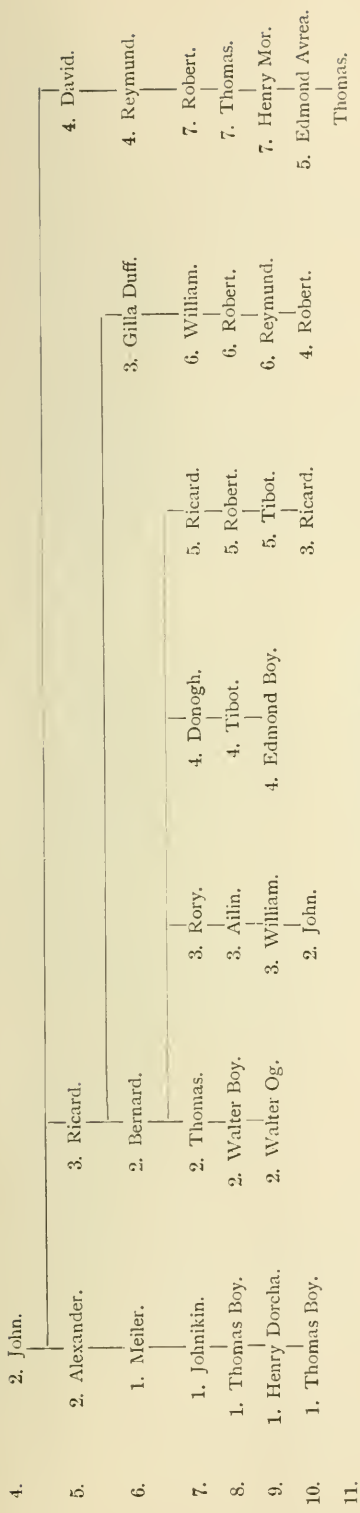 4. 2. John.
5. 2. Alexander. 3. Ricard. 4. David.
6. 1. Meiler. 2. Bernard. 3. Gilla Duff. 4. Reymund.
7. 1. Johnikin. 2. Thomas. 3. Rory. 4. Donogh. 5. Ricard. 6. William. 7. Robert.
8. 1. Thomas Boy. 2. Walter Boy. 3. Ailin. 4. Tibot. 5. Robert. 6. Robert. 7. Thomas.
9. 1. Henry Dorcha. 2. Walter Og. 3. William. 4. Edmond Boy. 5. Tibot. 6. Reymund. 7. Henry Mor.
10. 1. Thomas Boy. 2. John. 3. Ricard. 4. Robert. 5. Edmond Avrea.
11. Thomas.